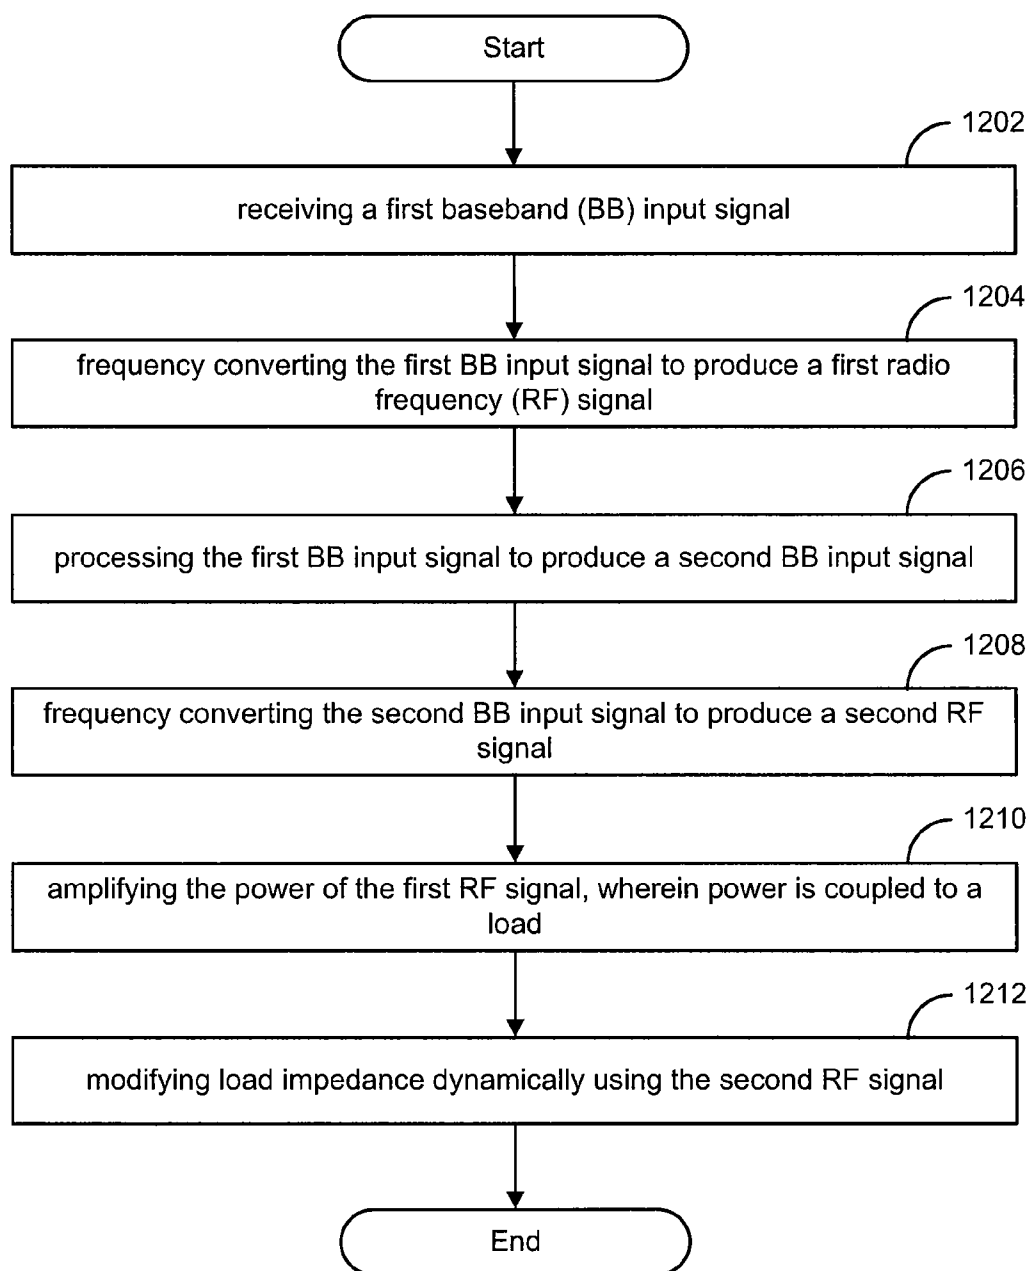 Start
1202
receiving a first baseband (BB) input signal
1204
frequency converting the first BB input signal to produce a first radio
frequency (RF) signal
1206
processing the first BB input signal to produce a second BB input signal
1208
frequency converting the second BB input signal to produce a second RF
signal
1210
amplifying the power of the first RF signal, wherein power is coupled to a
load
1212
modifying load impedance dynamically using the second RF signal
End